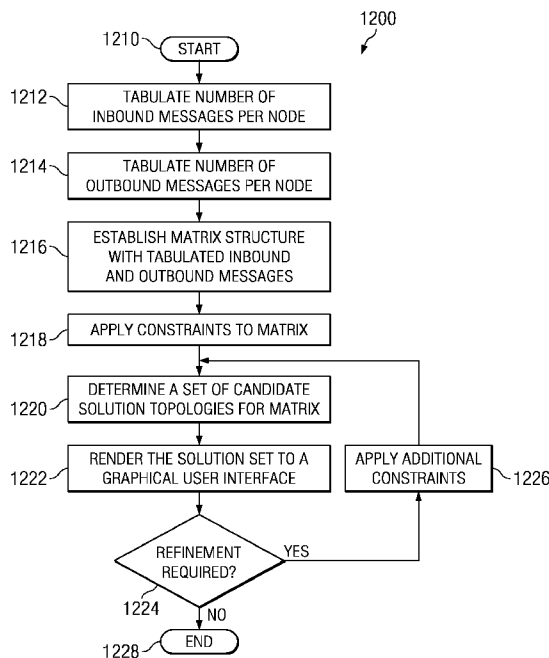 1200
1210
START
1212
TABULATE NUMBER OF
INBOUND MESSAGES PER NODE
1214
TABULATE NUMBER OF
OUTBOUND MESSAGES PER NODE
1216
ESTABLISH MATRIX STRUCTURE
WITH TABULATED INBOUND
AND OUTBOUND MESSAGES
1218
APPLY CONSTRAINTS TO MATRIX
1220
DETERMINE A SET OF CANDIDATE
SOLUTION TOPOLOGIES FOR MATRIX
1222
RENDER THE SOLUTION SET TO A
GRAPHICAL USER INTERFACE
APPLY ADDITIONAL
CONSTRAINTS
1226
REFINEMENT
REQUIRED?
YES
1224
NO
1228
END